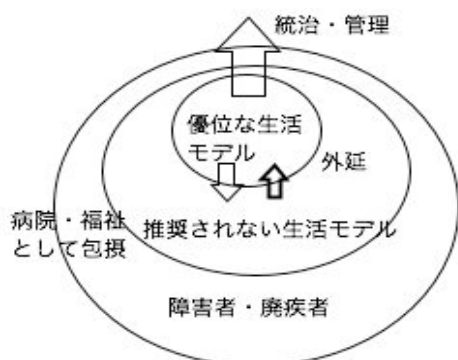 統治・管理
優位な生活
モデル
外延
病院・福祉
として包摂
推奨されない生活モデル
障害者・廃疾者